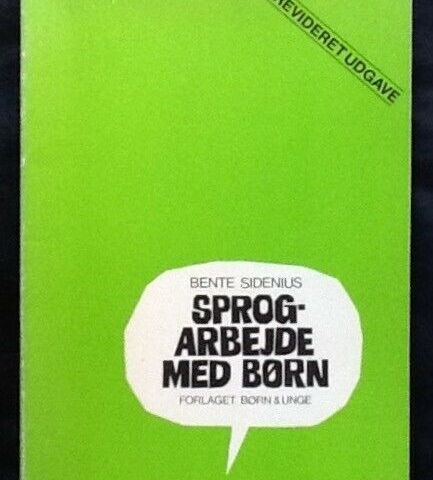 REVIDERET UDGAVE
BENTE SIDENIUS
SPROG-
ARBEJDE
MED BØRN
FORLAGET BØRN & UNGE